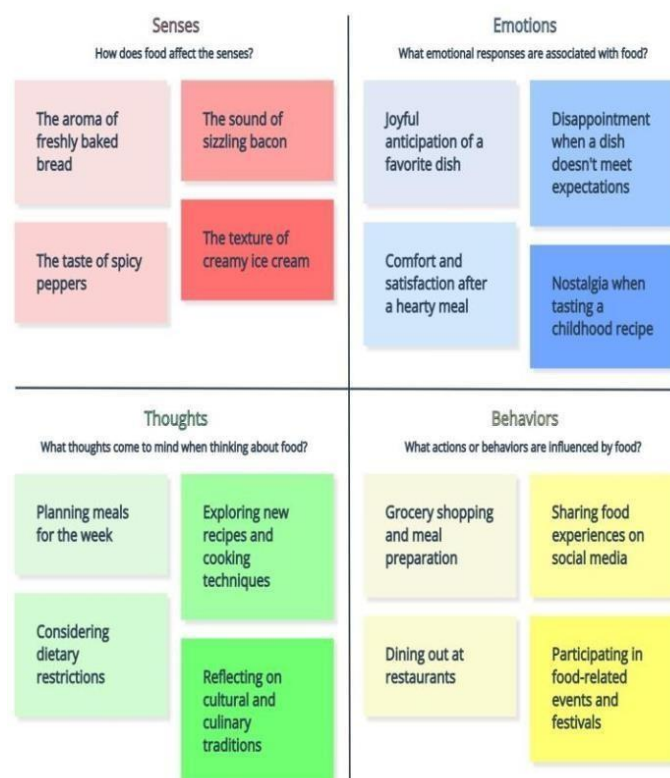 Senses
How does food affect the senses?
The aroma of
freshly baked
bread
The sound of
sizzling bacon
The taste of spicy
peppers
The texture of
creamy ice cream
Emotions
What emotional responses are associated with food?
Joyful
anticipation of a
favorite dish
Disappointment
when a dish
doesn't meet
expectations
Comfort and
satisfaction after
a hearty meal
Nostalgia when
tasting a
childhood recipe
Thoughts
What thoughts come to mind when thinking about food?
Planning meals
for the week
Exploring new
recipes and
cooking
techniques
Considering
dietary
restrictions
Reflecting on
cultural and
culinary
traditions
Behaviors
What actions or behaviors are influenced by food?
Grocery shopping
and meal
preparation
Sharing food
experiences on
social media
Dining out at
restaurants
Participating in
food-related
events and
festivals